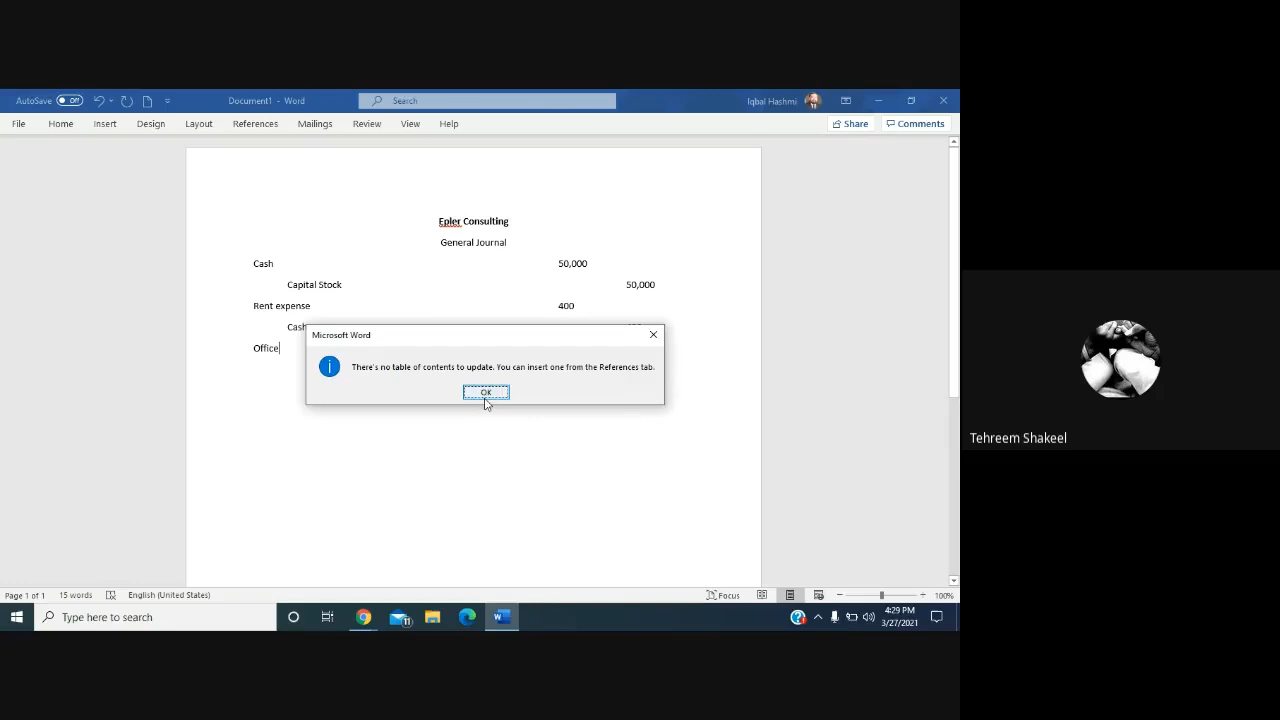 AutoSave Off Document1 - Word Search Iqbal Hashmi
File Home Insert Design Layout References Mailings Review View Help Share Comments
Epler Consulting
General Journal
Cash 50,000
Capital Stock 50,000
Rent expense 400
Cash
Microsoft Word
Office
There's no table of contents to update. You can insert one from the References tab.
OK
Tehreem Shakeel
Page 1 of 1 15 words English (United States) Focus 100%
Type here to search 11 4:29 PM
3/27/2021